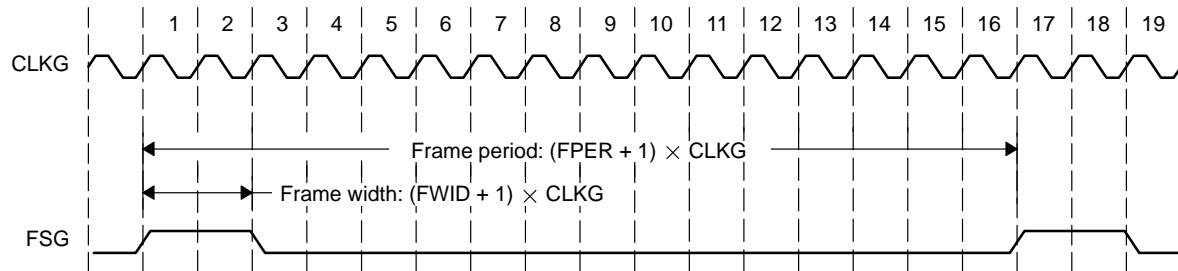 1 2 3 4 5 6 7 8 9 10 11 12 13 14 15 16 17 18 19
CLKG
Frame period: (FPER + 1) × CLKG
Frame width: (FWID + 1) × CLKG
FSG